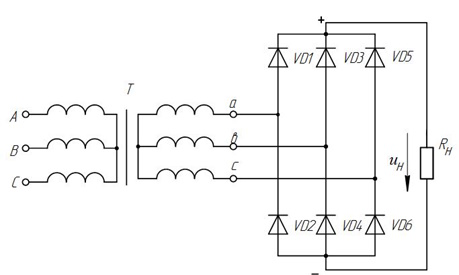 +
VD1 VD3 VD5
T
A a
B в
C c
u_H R_H
VD2 VD4 VD6
−